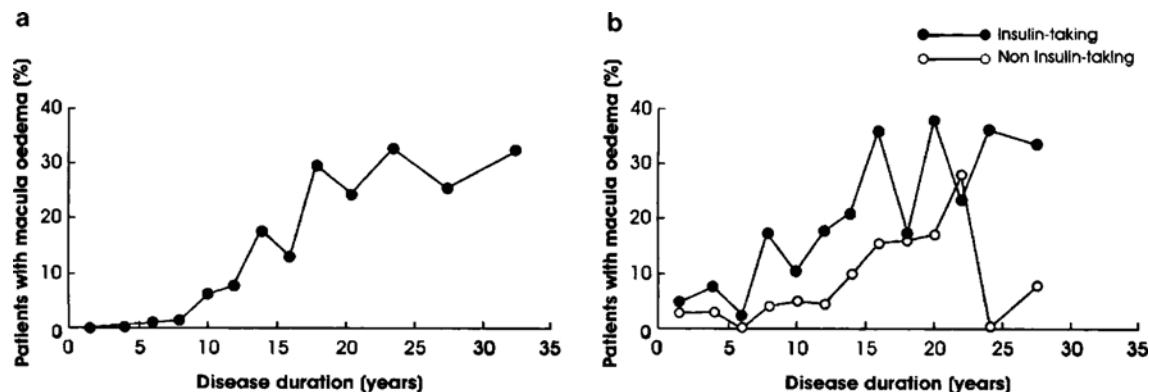 a
Patients with macula oedema (%)
40
30
20
10
0
0 5 10 15 20 25 30 35
Disease duration (years)
b
Insulin-taking
Non Insulin-taking
Patients with macula oedema (%)
40
30
20
10
0
0 5 10 15 20 25 30 35
Disease duration (years)